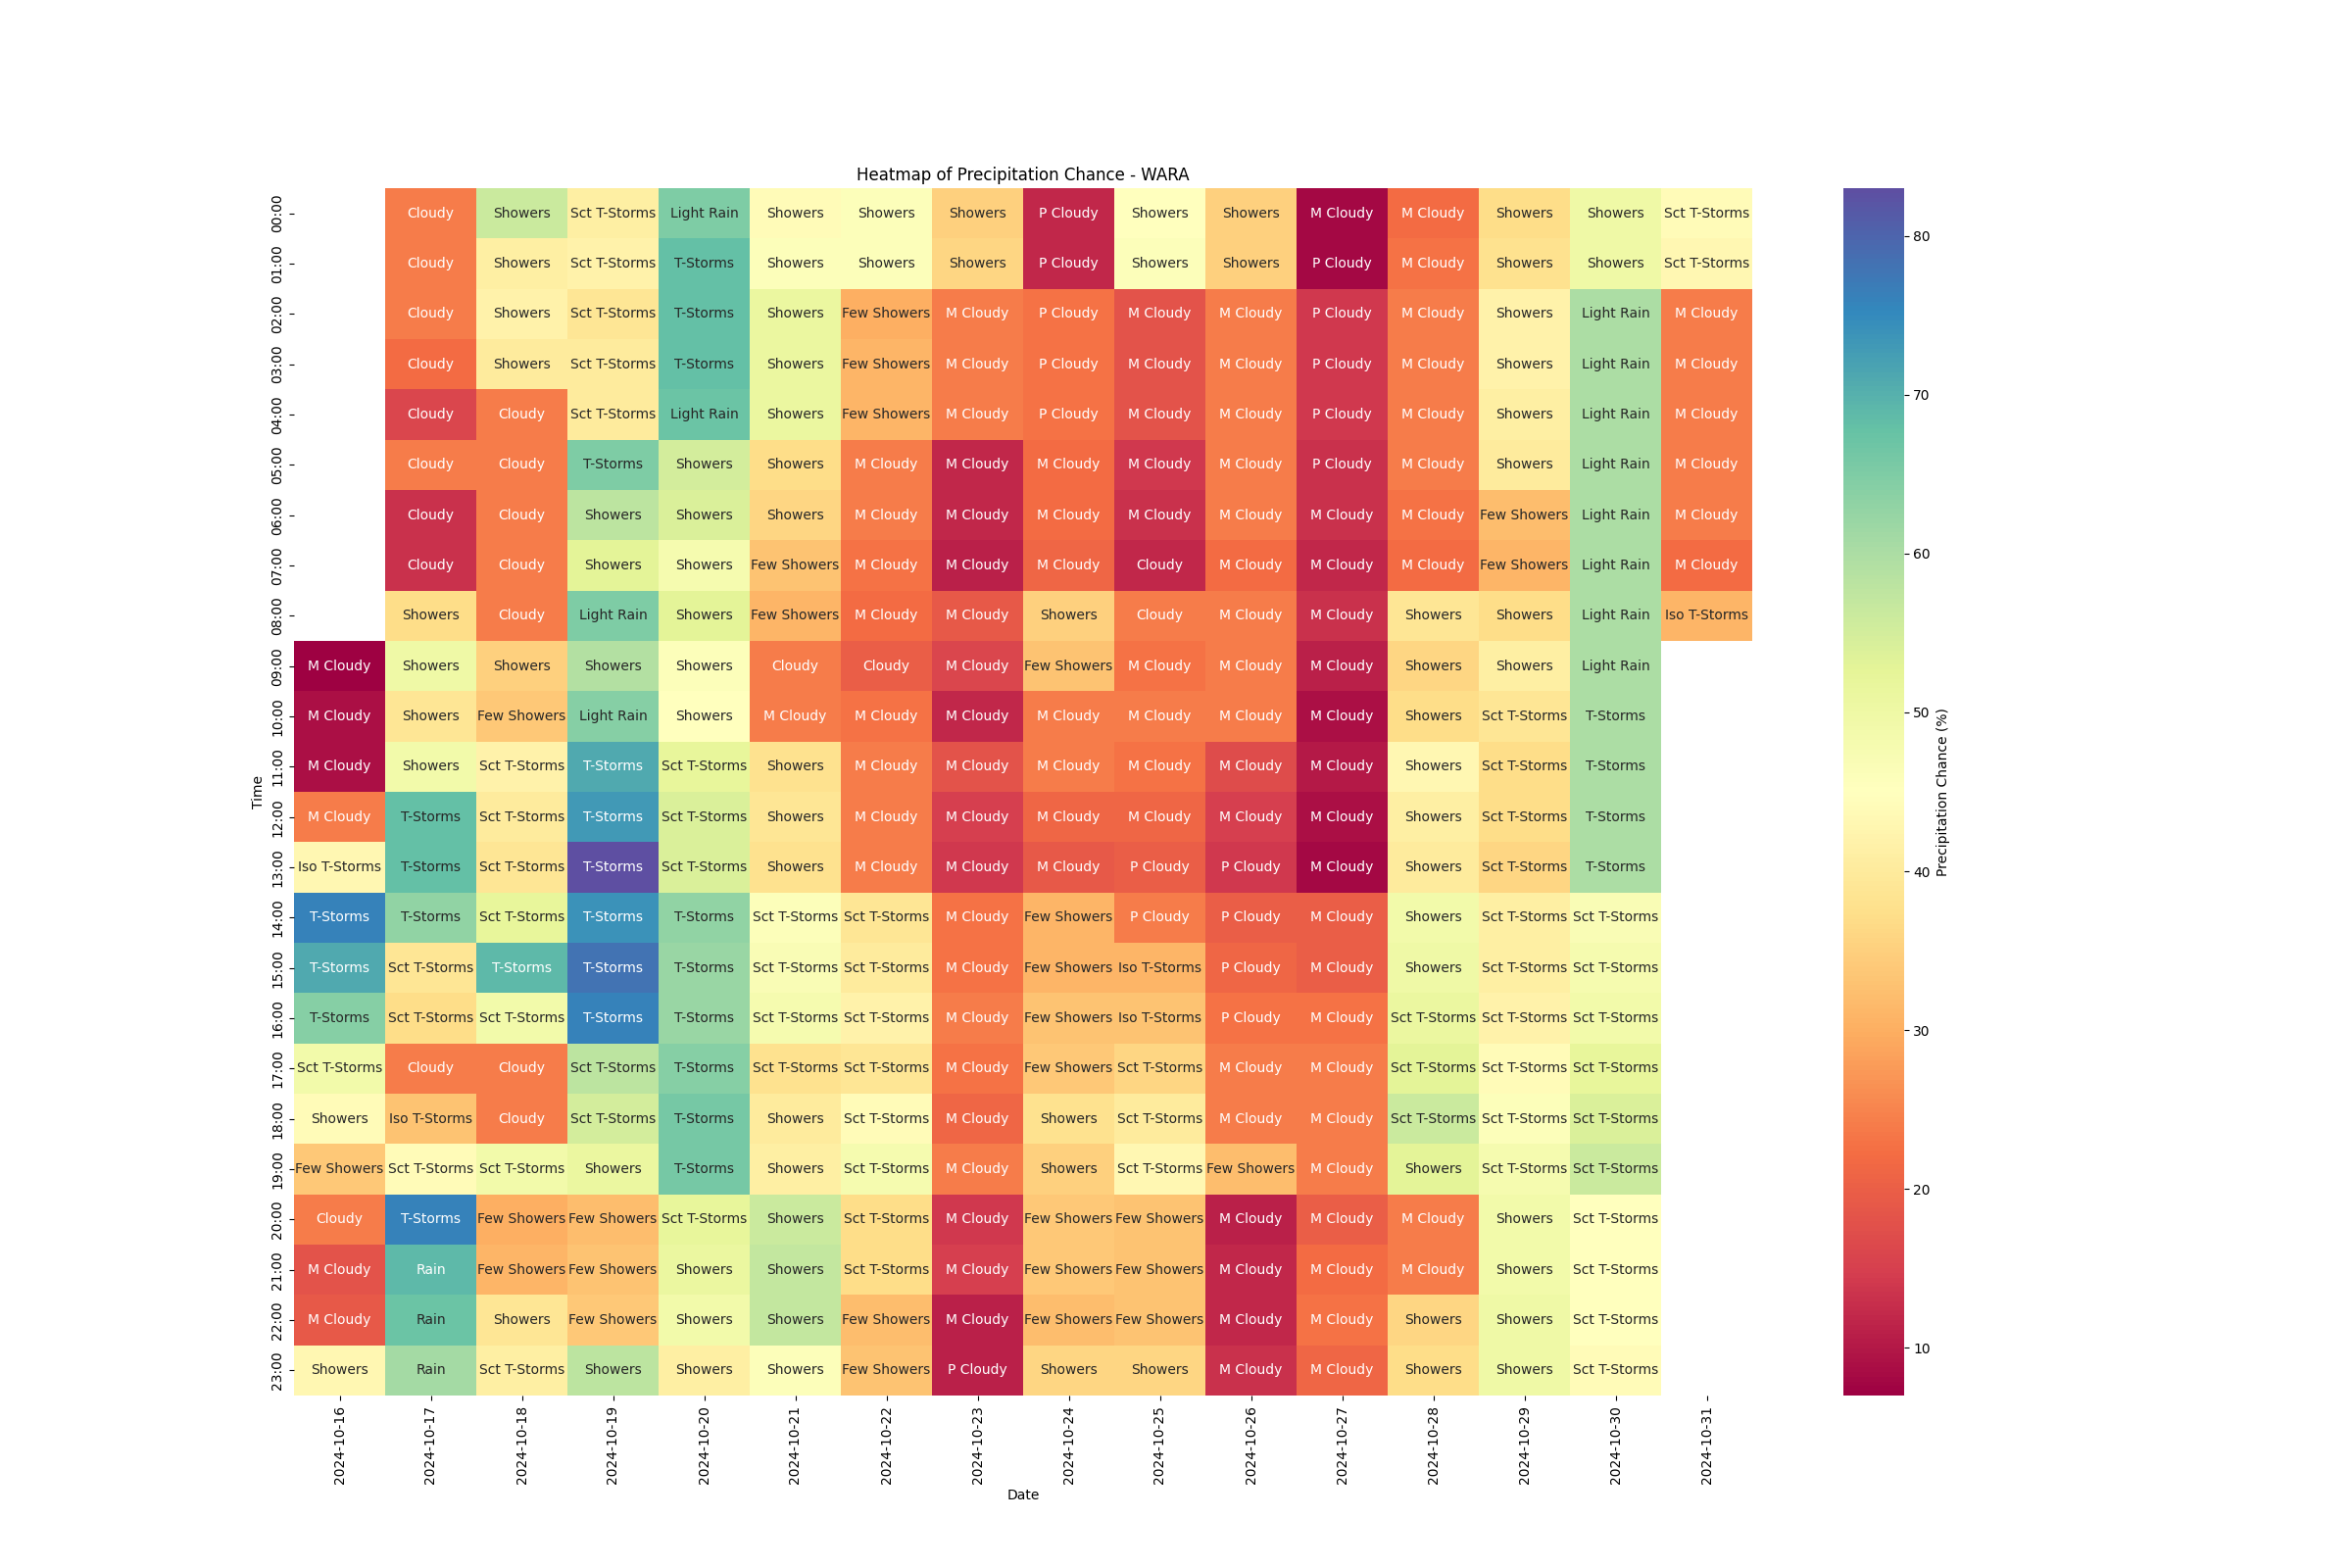 Heatmap of Precipitation Chance - WARA
00:00 Cloudy Showers Sct T-Storms Light Rain Showers Showers Showers P Cloudy Showers Showers M Cloudy M Cloudy Showers Showers Sct T-Storms
01:00 Cloudy Showers Sct T-Storms T-Storms Showers Showers Showers P Cloudy Showers Showers P Cloudy M Cloudy Showers Showers Sct T-Storms
02:00 Cloudy Showers Sct T-Storms T-Storms Showers Few Showers M Cloudy P Cloudy M Cloudy M Cloudy P Cloudy M Cloudy Showers Light Rain M Cloudy
03:00 Cloudy Showers Sct T-Storms T-Storms Showers Few Showers M Cloudy P Cloudy M Cloudy M Cloudy P Cloudy M Cloudy Showers Light Rain M Cloudy
04:00 Cloudy Cloudy Sct T-Storms Light Rain Showers Few Showers M Cloudy P Cloudy M Cloudy M Cloudy P Cloudy M Cloudy Showers Light Rain M Cloudy
05:00 Cloudy Cloudy T-Storms Showers Showers M Cloudy M Cloudy M Cloudy M Cloudy M Cloudy P Cloudy M Cloudy Showers Light Rain M Cloudy
06:00 Cloudy Cloudy Showers Showers Showers M Cloudy M Cloudy M Cloudy M Cloudy M Cloudy M Cloudy M Cloudy Few Showers Light Rain M Cloudy
07:00 Cloudy Cloudy Showers Showers Few Showers M Cloudy M Cloudy M Cloudy Cloudy M Cloudy M Cloudy M Cloudy Few Showers Light Rain M Cloudy
08:00 Showers Cloudy Light Rain Showers Few Showers M Cloudy M Cloudy Showers Cloudy M Cloudy M Cloudy Showers Showers Light Rain Iso T-Storms
09:00 M Cloudy Showers Showers Showers Showers Cloudy Cloudy M Cloudy Few Showers M Cloudy M Cloudy M Cloudy Showers Showers Light Rain
10:00 M Cloudy Showers Few Showers Light Rain Showers M Cloudy M Cloudy M Cloudy M Cloudy M Cloudy M Cloudy M Cloudy Showers Sct T-Storms T-Storms
11:00 M Cloudy Showers Sct T-Storms T-Storms Sct T-Storms Showers M Cloudy M Cloudy M Cloudy M Cloudy M Cloudy M Cloudy Showers Sct T-Storms T-Storms
12:00 M Cloudy T-Storms Sct T-Storms T-Storms Sct T-Storms Showers M Cloudy M Cloudy M Cloudy M Cloudy M Cloudy M Cloudy Showers Sct T-Storms T-Storms
13:00 Iso T-Storms T-Storms Sct T-Storms T-Storms Sct T-Storms Showers M Cloudy M Cloudy M Cloudy P Cloudy P Cloudy M Cloudy Showers Sct T-Storms T-Storms
14:00 T-Storms T-Storms Sct T-Storms T-Storms T-Storms Sct T-Storms Sct T-Storms M Cloudy Few Showers P Cloudy P Cloudy M Cloudy Showers Sct T-Storms Sct T-Storms
15:00 T-Storms Sct T-Storms T-Storms T-Storms T-Storms Sct T-Storms Sct T-Storms M Cloudy Few Showers Iso T-Storms P Cloudy M Cloudy Showers Sct T-Storms Sct T-Storms
16:00 T-Storms Sct T-Storms Sct T-Storms T-Storms T-Storms Sct T-Storms Sct T-Storms M Cloudy Few Showers Iso T-Storms P Cloudy M Cloudy Sct T-Storms Sct T-Storms Sct T-Storms
17:00 Sct T-Storms Cloudy Cloudy Sct T-Storms T-Storms Sct T-Storms Sct T-Storms M Cloudy Few Showers Sct T-Storms M Cloudy M Cloudy Sct T-Storms Sct T-Storms Sct T-Storms
18:00 Showers Iso T-Storms Cloudy Sct T-Storms T-Storms Showers Sct T-Storms M Cloudy Showers Sct T-Storms M Cloudy M Cloudy Sct T-Storms Sct T-Storms Sct T-Storms
19:00 Few Showers Sct T-Storms Sct T-Storms Showers T-Storms Showers Sct T-Storms M Cloudy Showers Sct T-Storms Few Showers M Cloudy Showers Sct T-Storms Sct T-Storms
20:00 Cloudy T-Storms Few Showers Few Showers Sct T-Storms Showers Sct T-Storms M Cloudy Few Showers Few Showers M Cloudy M Cloudy M Cloudy Showers Sct T-Storms
21:00 M Cloudy Rain Few Showers Few Showers Showers Showers Sct T-Storms M Cloudy Few Showers Few Showers M Cloudy M Cloudy M Cloudy Showers Sct T-Storms
22:00 M Cloudy Rain Showers Few Showers Showers Showers Few Showers M Cloudy Few Showers Few Showers M Cloudy M Cloudy Showers Showers Sct T-Storms
23:00 Showers Rain Sct T-Storms Showers Showers Showers Few Showers P Cloudy Showers Showers M Cloudy M Cloudy Showers Showers Sct T-Storms
Time
2024-10-16 2024-10-17 2024-10-18 2024-10-19 2024-10-20 2024-10-21 2024-10-22 2024-10-23 2024-10-24 2024-10-25 2024-10-26 2024-10-27 2024-10-28 2024-10-29 2024-10-30 2024-10-31
Date
80
70
60
50
40
30
20
10
Precipitation Chance (%)